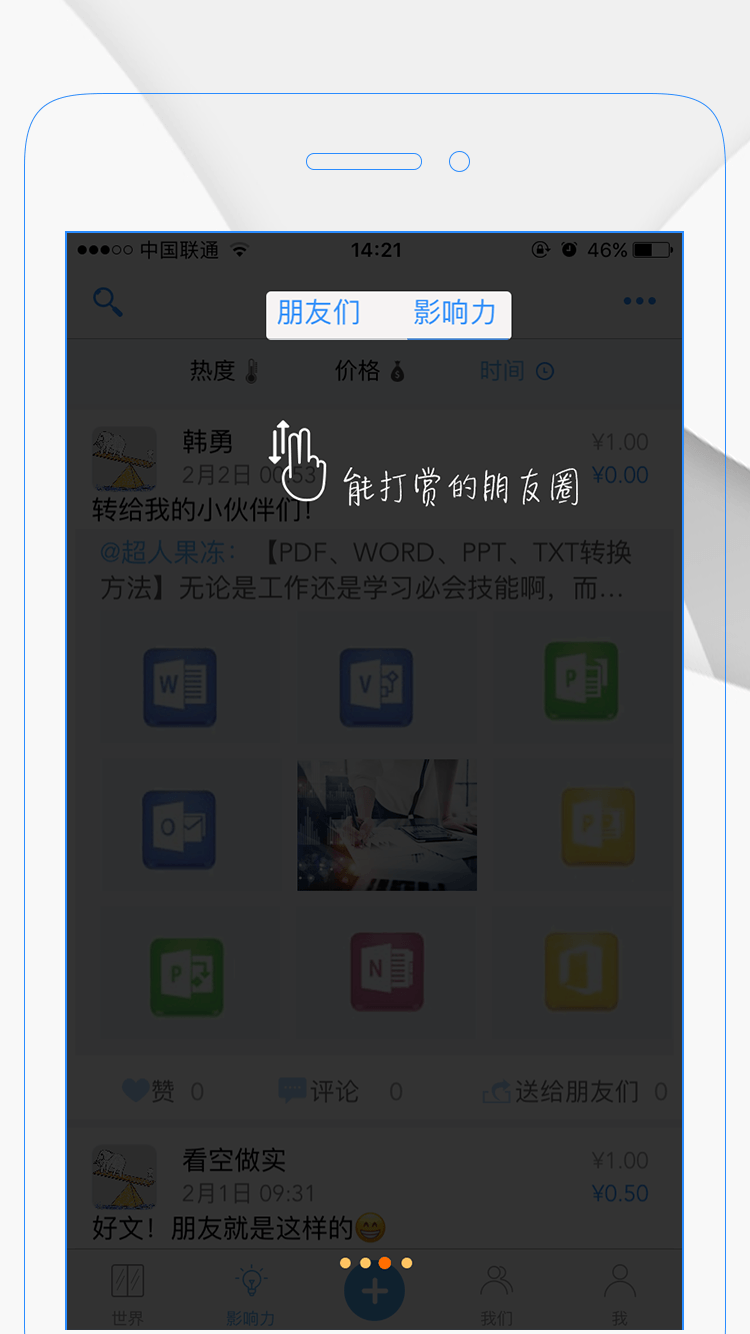 中国联通 14:21 46%
朋友们 影响力
热度 价格 时间
韩勇 ¥1.00
2月2日 00:53 ¥0.00
能打赏的朋友圈
转给我的小伙伴们！
@超人果冻：【PDF、WORD、PPT、TXT转换
方法】无论是工作还是学习必会技能啊，而…
W V P
O P
P N
赞 0 评论 0 送给朋友们 0
看空做实 ¥1.00
2月1日 09:31 ¥0.50
好文！朋友就是这样的
世界 影响力 我们 我